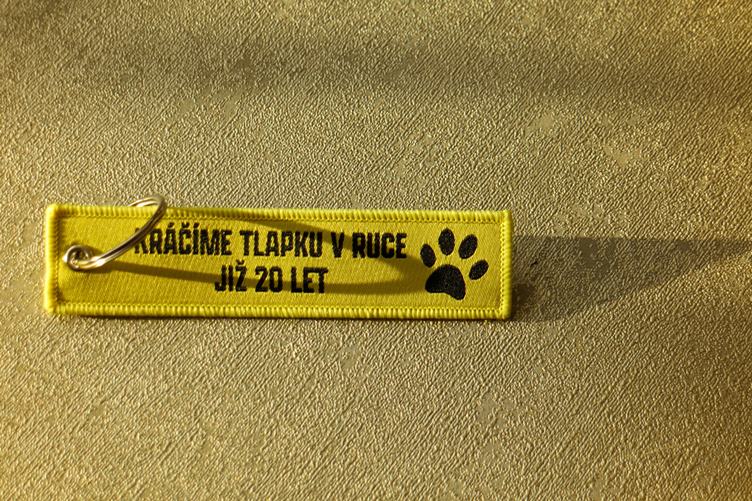 KRÁČÍME TLAPKU V RUCE
JIŽ 20 LET